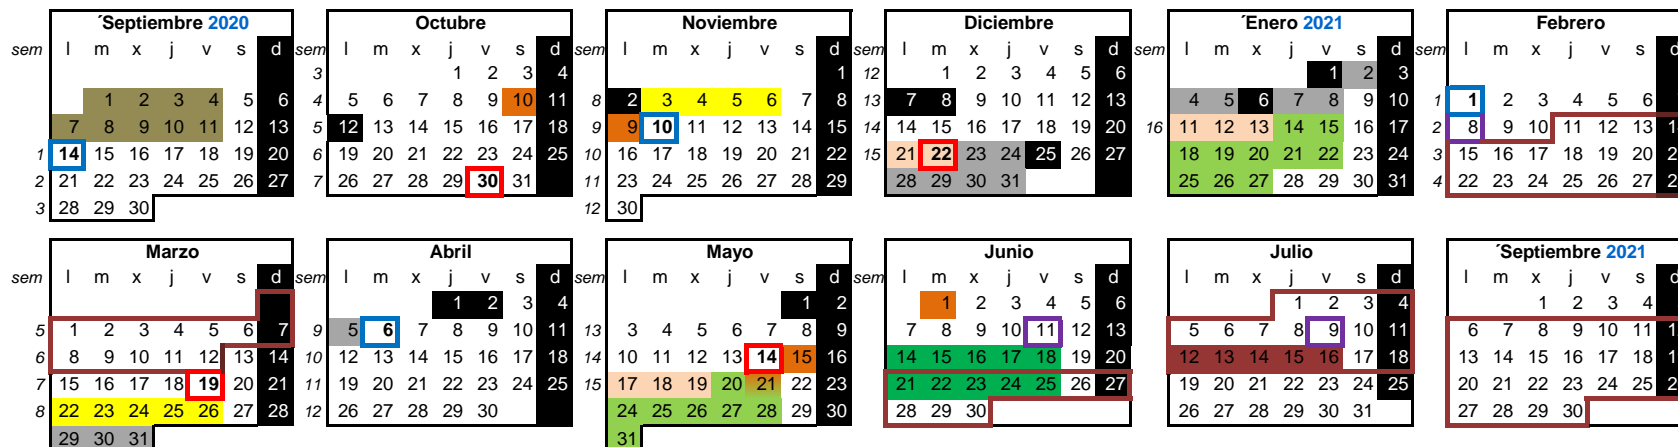 ´Septiembre 2020
sem l m x j v s d
1 2 3 4 5 6
7 8 9 10 11 12 13
1 14 15 16 17 18 19 20
2 21 22 23 24 25 26 27
3 28 29 30
Octubre
sem l m x j v s d
3 1 2 3 4
4 5 6 7 8 9 10 11
5 12 13 14 15 16 17 18
6 19 20 21 22 23 24 25
7 26 27 28 29 30 31
Noviembre
sem l m x j v s d
1
8 2 3 4 5 6 7 8
9 9 10 11 12 13 14 15
10 16 17 18 19 20 21 22
11 23 24 25 26 27 28 29
12 30
Diciembre
sem l m x j v s d
12 1 2 3 4 5 6
13 7 8 9 10 11 12 13
14 14 15 16 17 18 19 20
15 21 22 23 24 25 26 27
28 29 30 31
´Enero 2021
sem l m x j v s d
1 2 3
4 5 6 7 8 9 10
16 11 12 13 14 15 16 17
18 19 20 21 22 23 24
25 26 27 28 29 30 31
Febrero
sem l m x j v s
1 1 2 3 4 5 6
2 8 9 10 11 12 13
3 15 16 17 18 19 20
4 22 23 24 25 26 27
Marzo
sem l m x j v s d
5 1 2 3 4 5 6 7
6 8 9 10 11 12 13 14
7 15 16 17 18 19 20 21
8 22 23 24 25 26 27 28
29 30 31
Abril
sem l m x j v s d
1 2 3 4
9 5 6 7 8 9 10 11
10 12 13 14 15 16 17 18
11 19 20 21 22 23 24 25
12 26 27 28 29 30
Mayo
sem l m x j v s d
1 2
13 3 4 5 6 7 8 9
14 10 11 12 13 14 15 16
15 17 18 19 20 21 22 23
24 25 26 27 28 29 30
31
Junio
sem l m x j v s d
1 2 3 4 5 6
7 8 9 10 11 12 13
14 15 16 17 18 19 20
21 22 23 24 25 26 27
28 29 30
Julio
l m x j v s d
1 2 3 4
5 6 7 8 9 10 11
12 13 14 15 16 17 18
19 20 21 22 23 24 25
26 27 28 29 30 31
´Septiembre 2021
l m x j v s
1 2 3 4
6 7 8 9 10 11
13 14 15 16 17 18
20 21 22 23 24 25
27 28 29 30